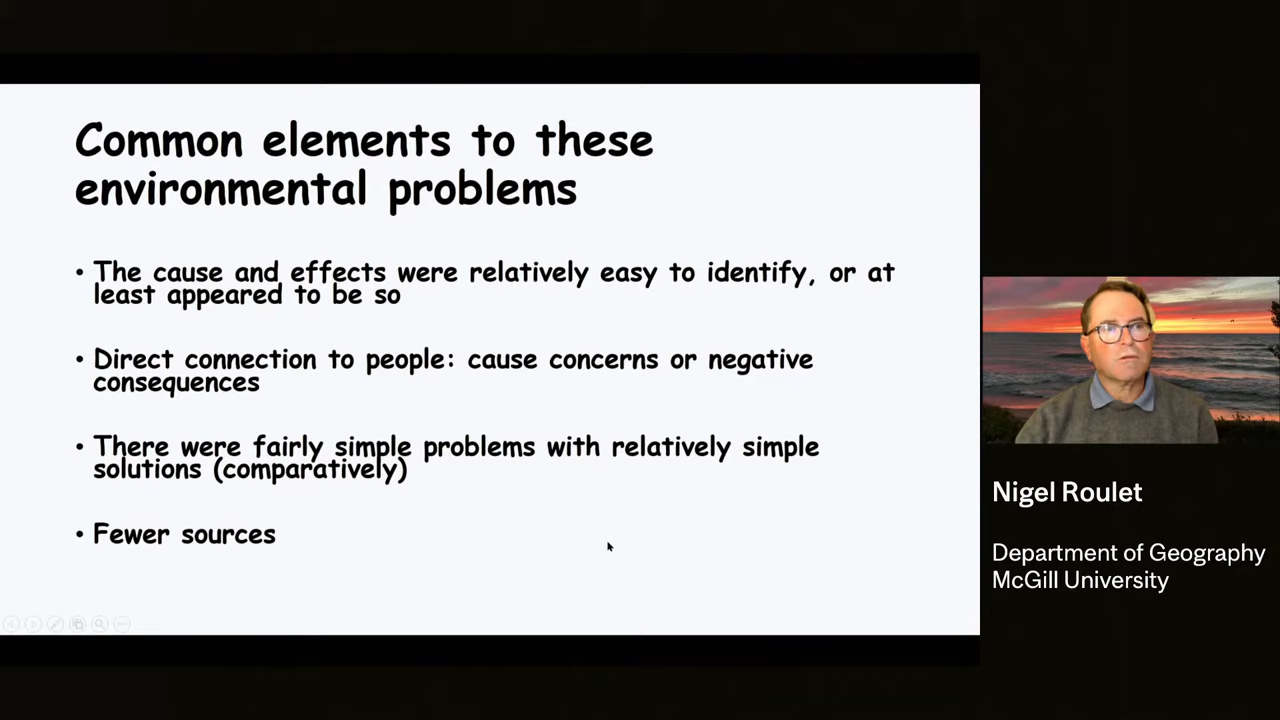 Common elements to these
environmental problems
• The cause and effects were relatively easy to identify, or at
least appeared to be so
• Direct connection to people: cause concerns or negative
consequences
• There were fairly simple problems with relatively simple
solutions (comparatively)
• Fewer sources
Nigel Roulet
Department of Geography
McGill University